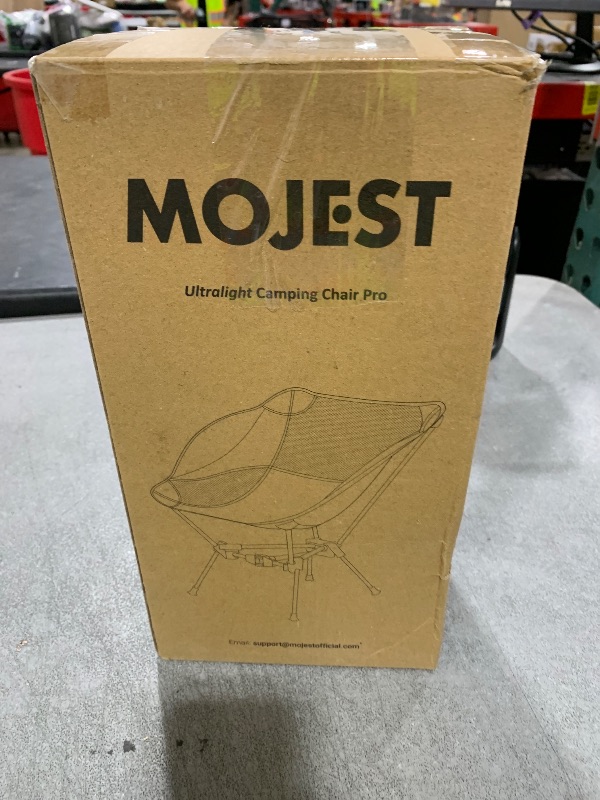 MOJEST
Ultralight Camping Chair Pro
Email: support@mojestofficial.com